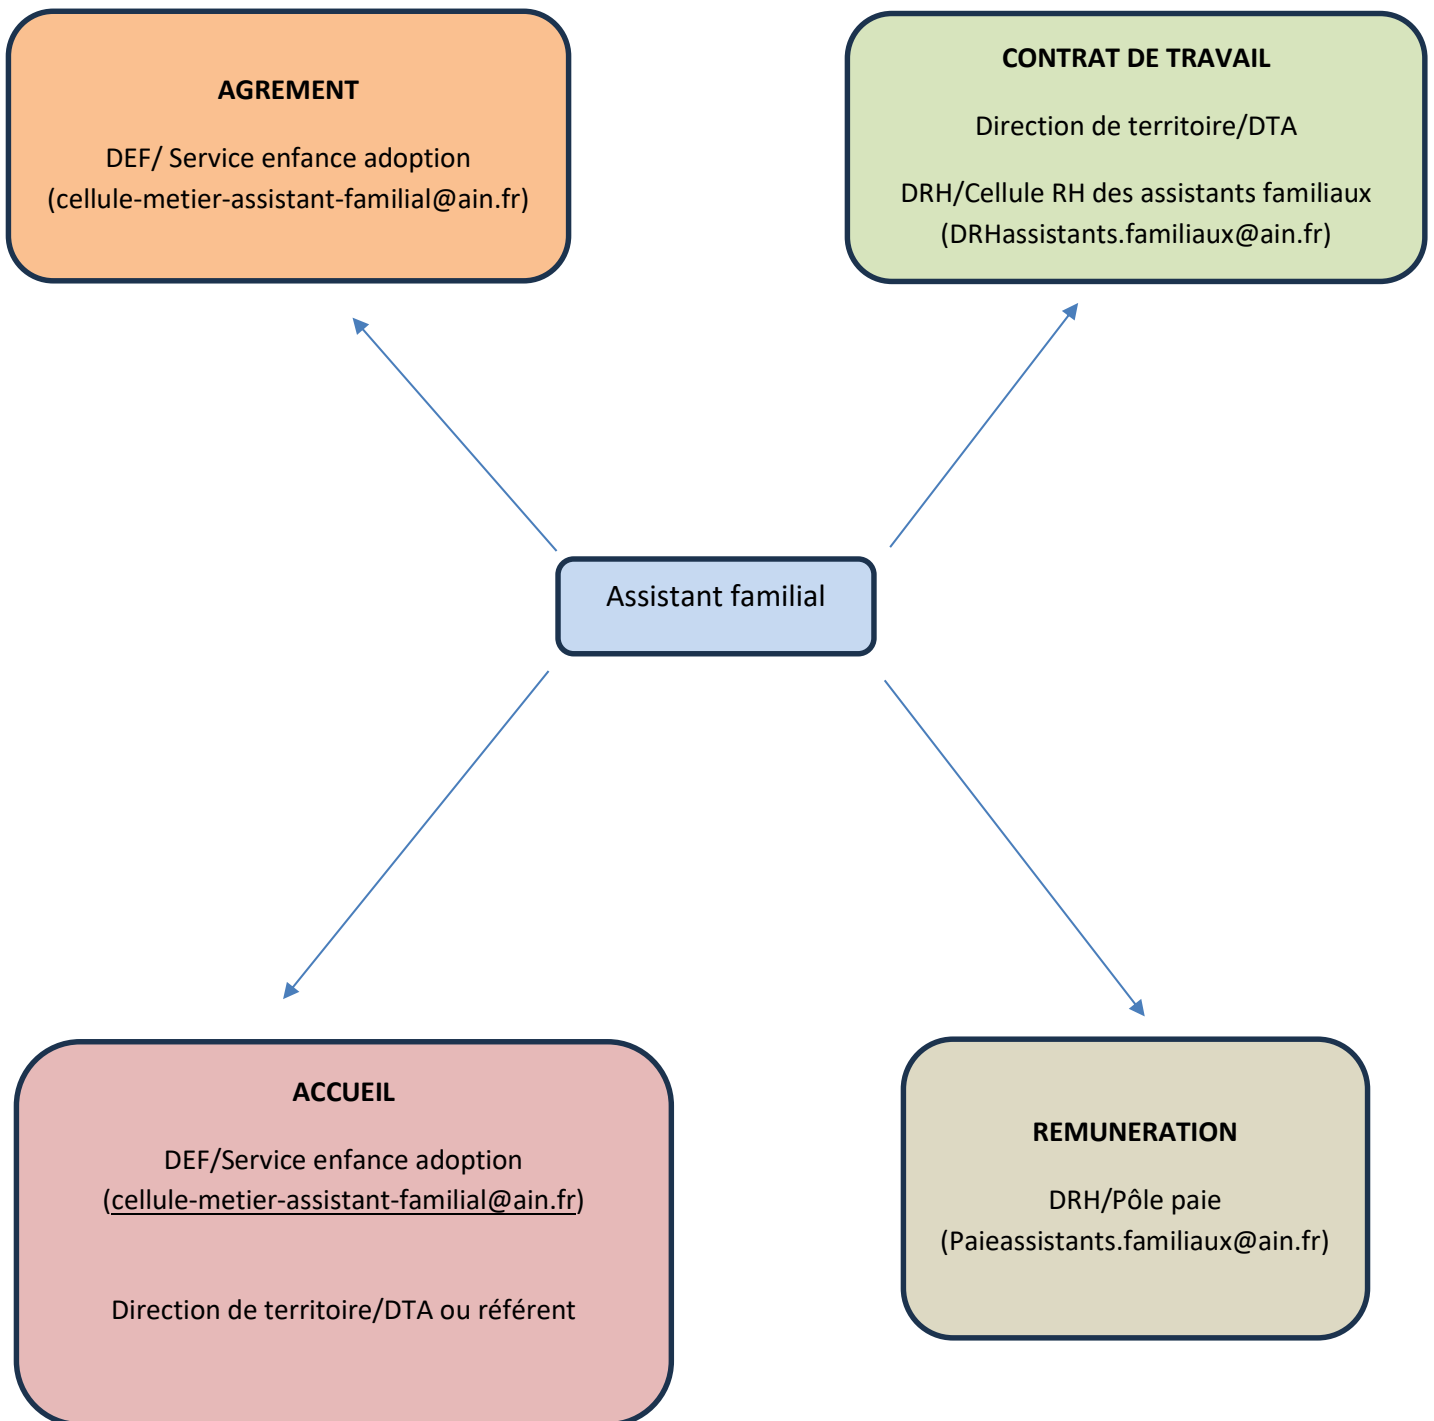 AGREMENT
DEF/ Service enfance adoption
(cellule-metier-assistant-familial@ain.fr)
CONTRAT DE TRAVAIL
Direction de territoire/DTA
DRH/Cellule RH des assistants familiaux
(DRHassistants.familiaux@ain.fr)
Assistant familial
ACCUEIL
DEF/Service enfance adoption
(cellule-metier-assistant-familial@ain.fr)
Direction de territoire/DTA ou référent
REMUNERATION
DRH/Pôle paie
(Paieassistants.familiaux@ain.fr)